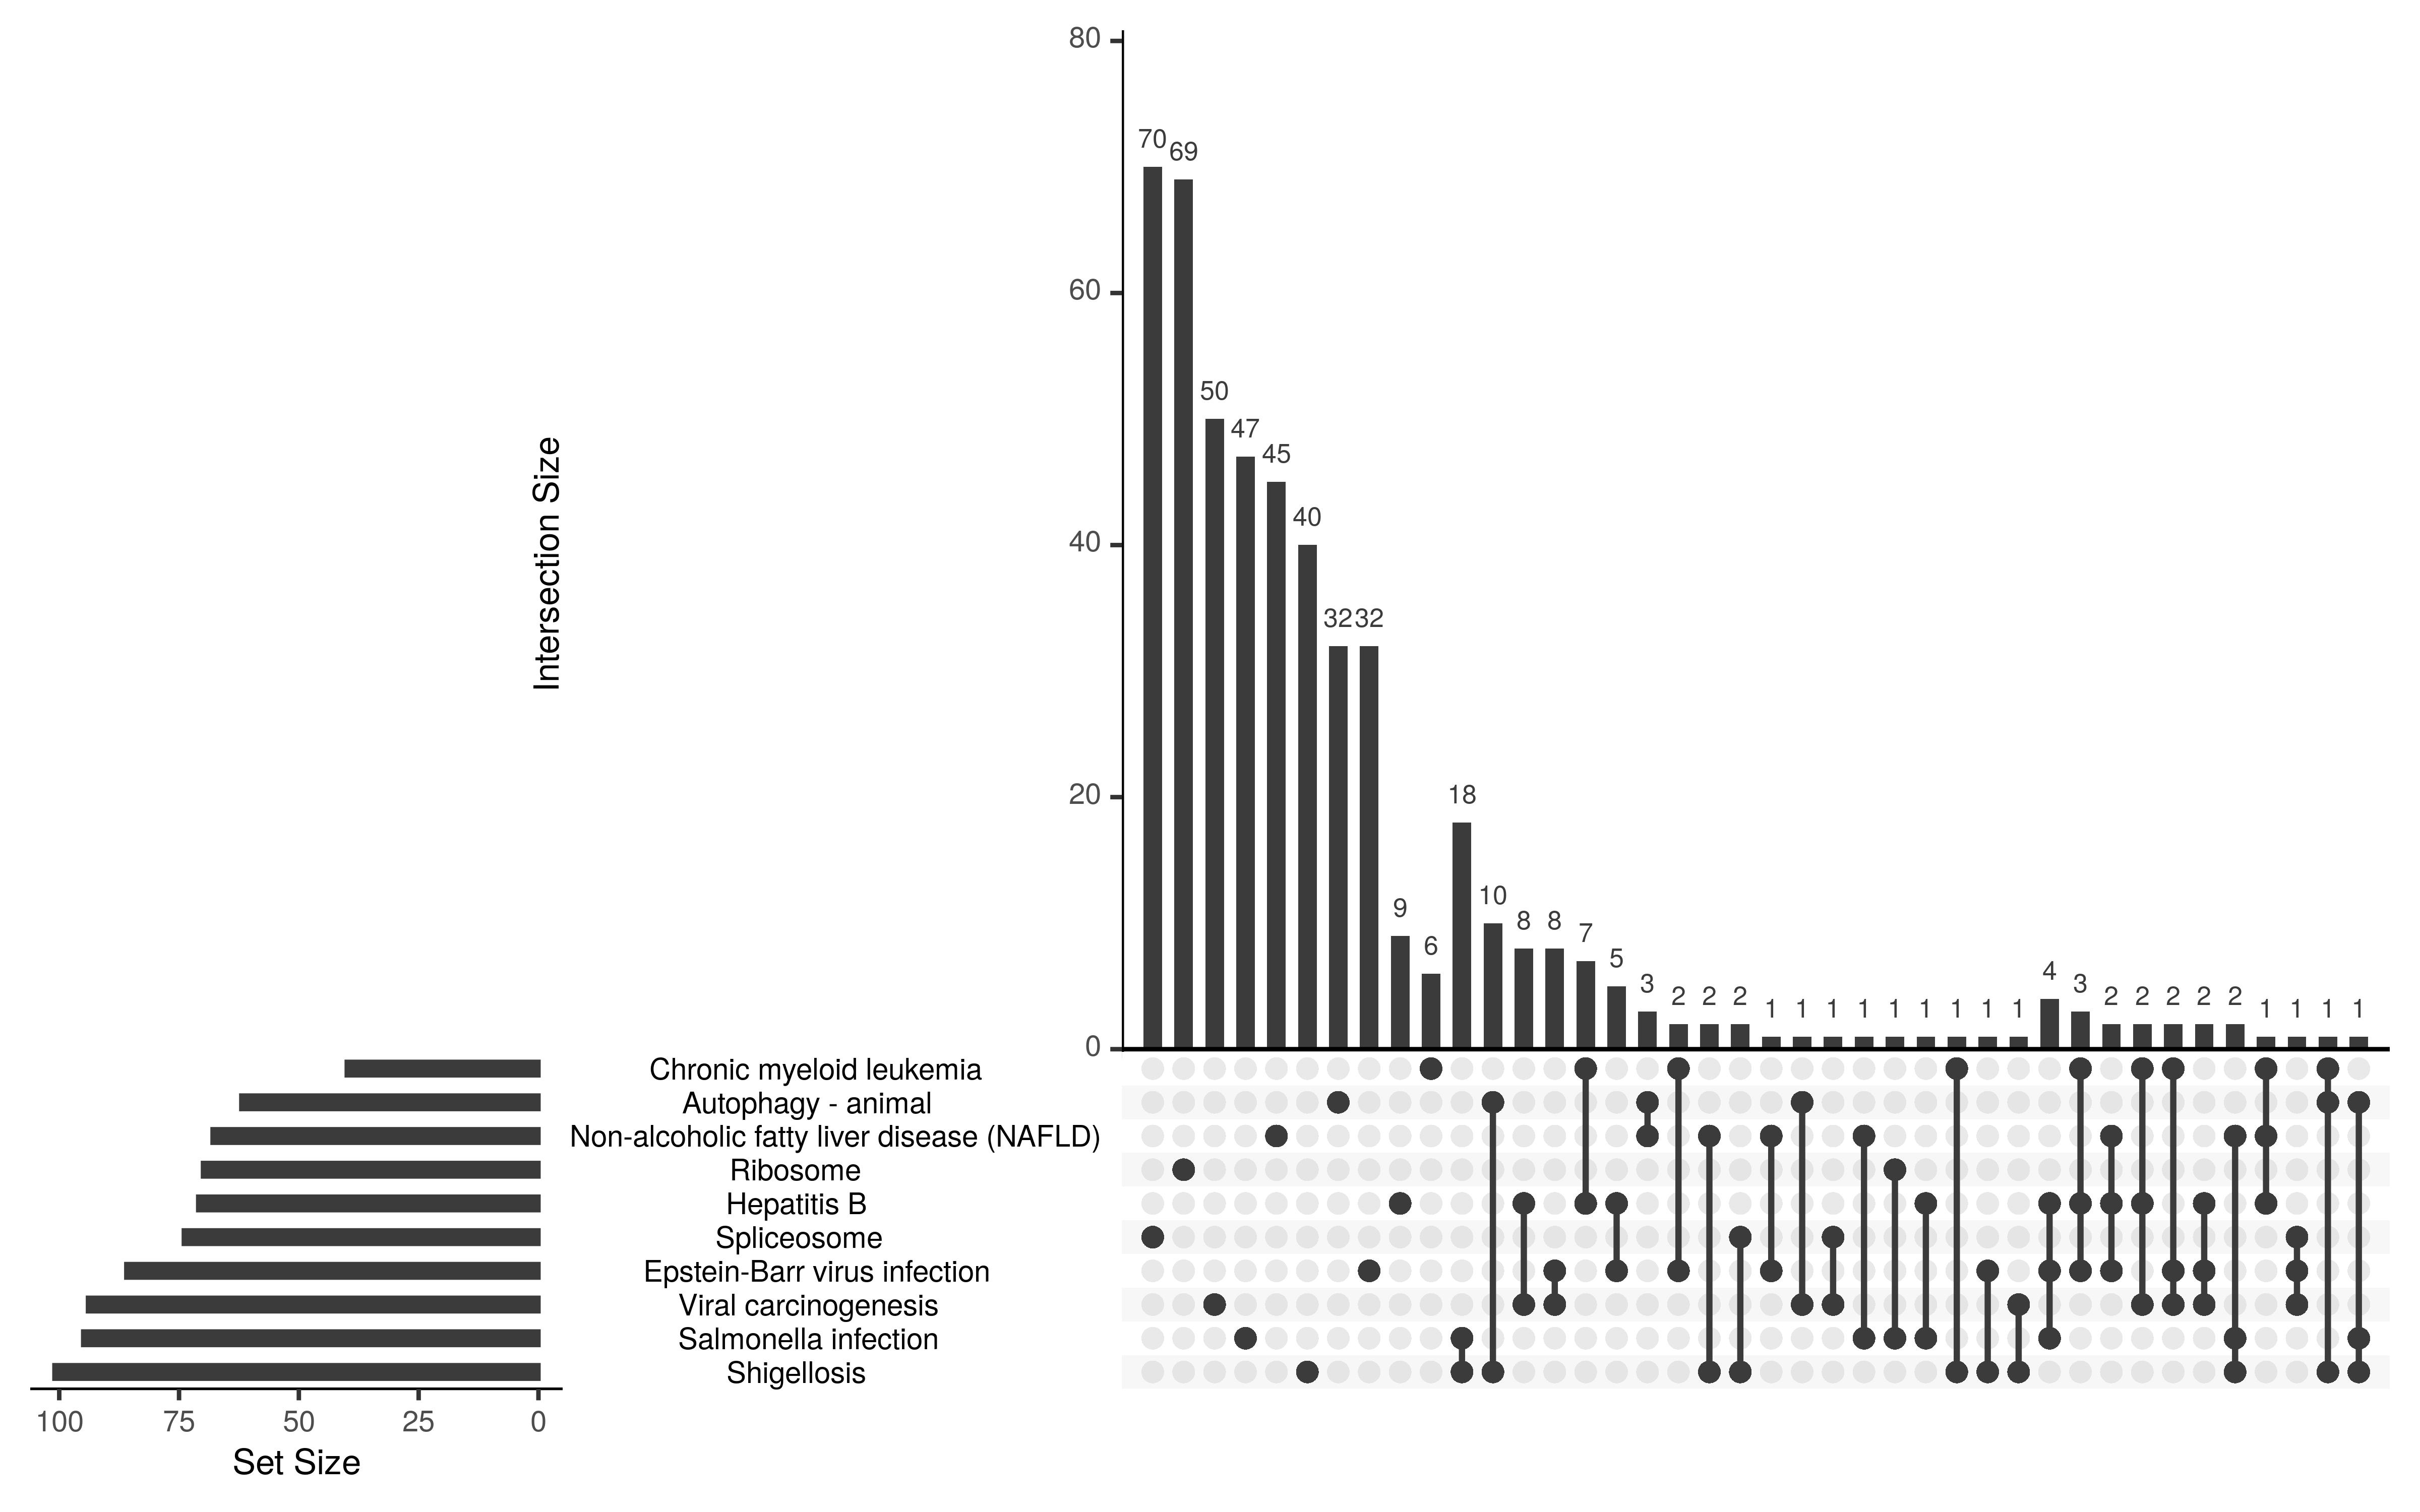 80
60
40
20
0
Intersection Size
70 69 50 47 45 40 32 32 9 6 18 10 8 8 7 5 3 2 2 2 1 1 1 1 1 1 1 1 1 4 3 2 2 2 2 2 1 1 1 1
Chronic myeloid leukemia
Autophagy - animal
Non-alcoholic fatty liver disease (NAFLD)
Ribosome
Hepatitis B
Spliceosome
Epstein-Barr virus infection
Viral carcinogenesis
Salmonella infection
Shigellosis
100 75 50 25 0
Set Size